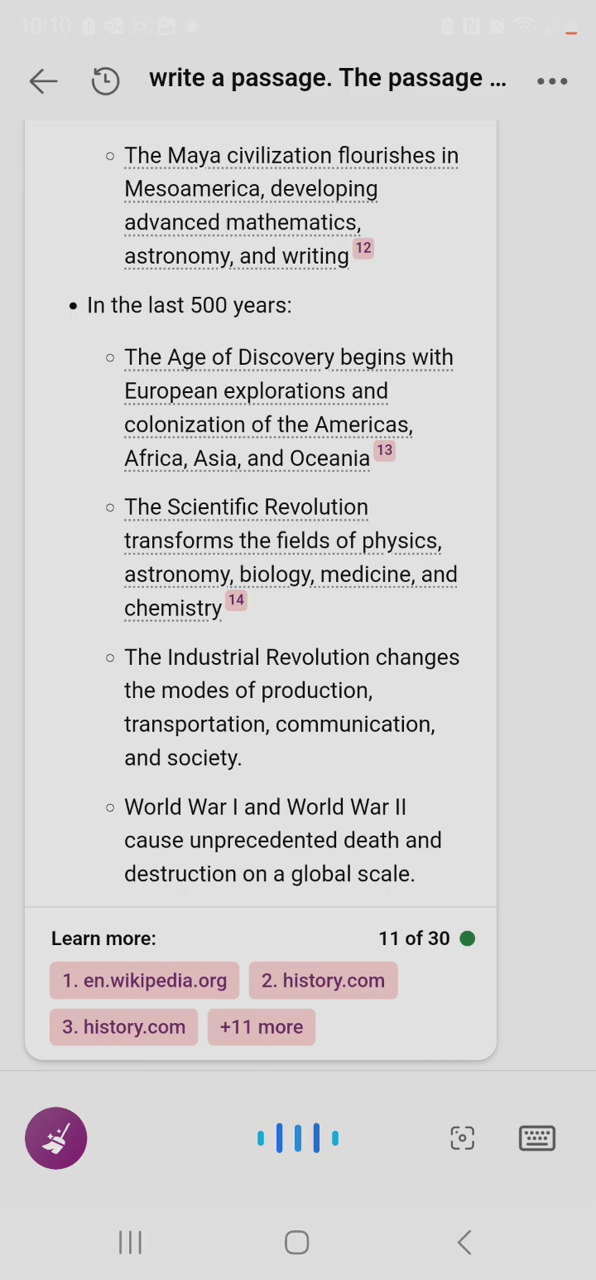 10:10
write a passage. The passage ...
The Maya civilization flourishes in
Mesoamerica, developing
advanced mathematics,
astronomy, and writing 12
In the last 500 years:
The Age of Discovery begins with
European explorations and
colonization of the Americas,
Africa, Asia, and Oceania 13
The Scientific Revolution
transforms the fields of physics,
astronomy, biology, medicine, and
chemistry 14
The Industrial Revolution changes
the modes of production,
transportation, communication,
and society.
World War I and World War II
cause unprecedented death and
destruction on a global scale.
Learn more: 11 of 30
1. en.wikipedia.org 2. history.com
3. history.com +11 more